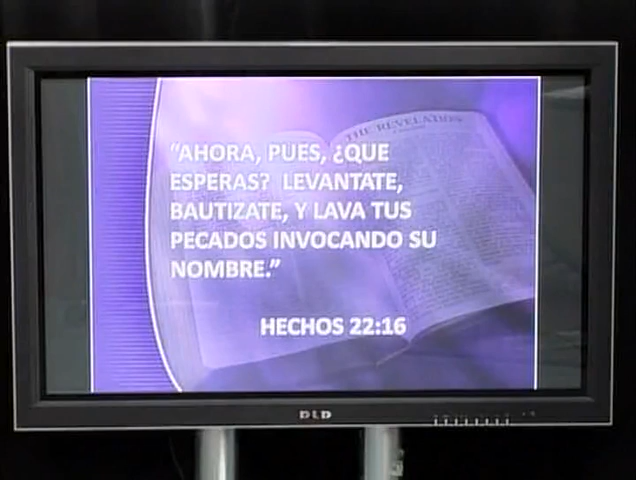 THE REVELATION
"AHORA, PUES, ¿QUE
ESPERAS? LEVANTATE,
BAUTIZATE, Y LAVA TUS
PECADOS INVOCANDO SU
NOMBRE."
HECHOS 22:16
DLD